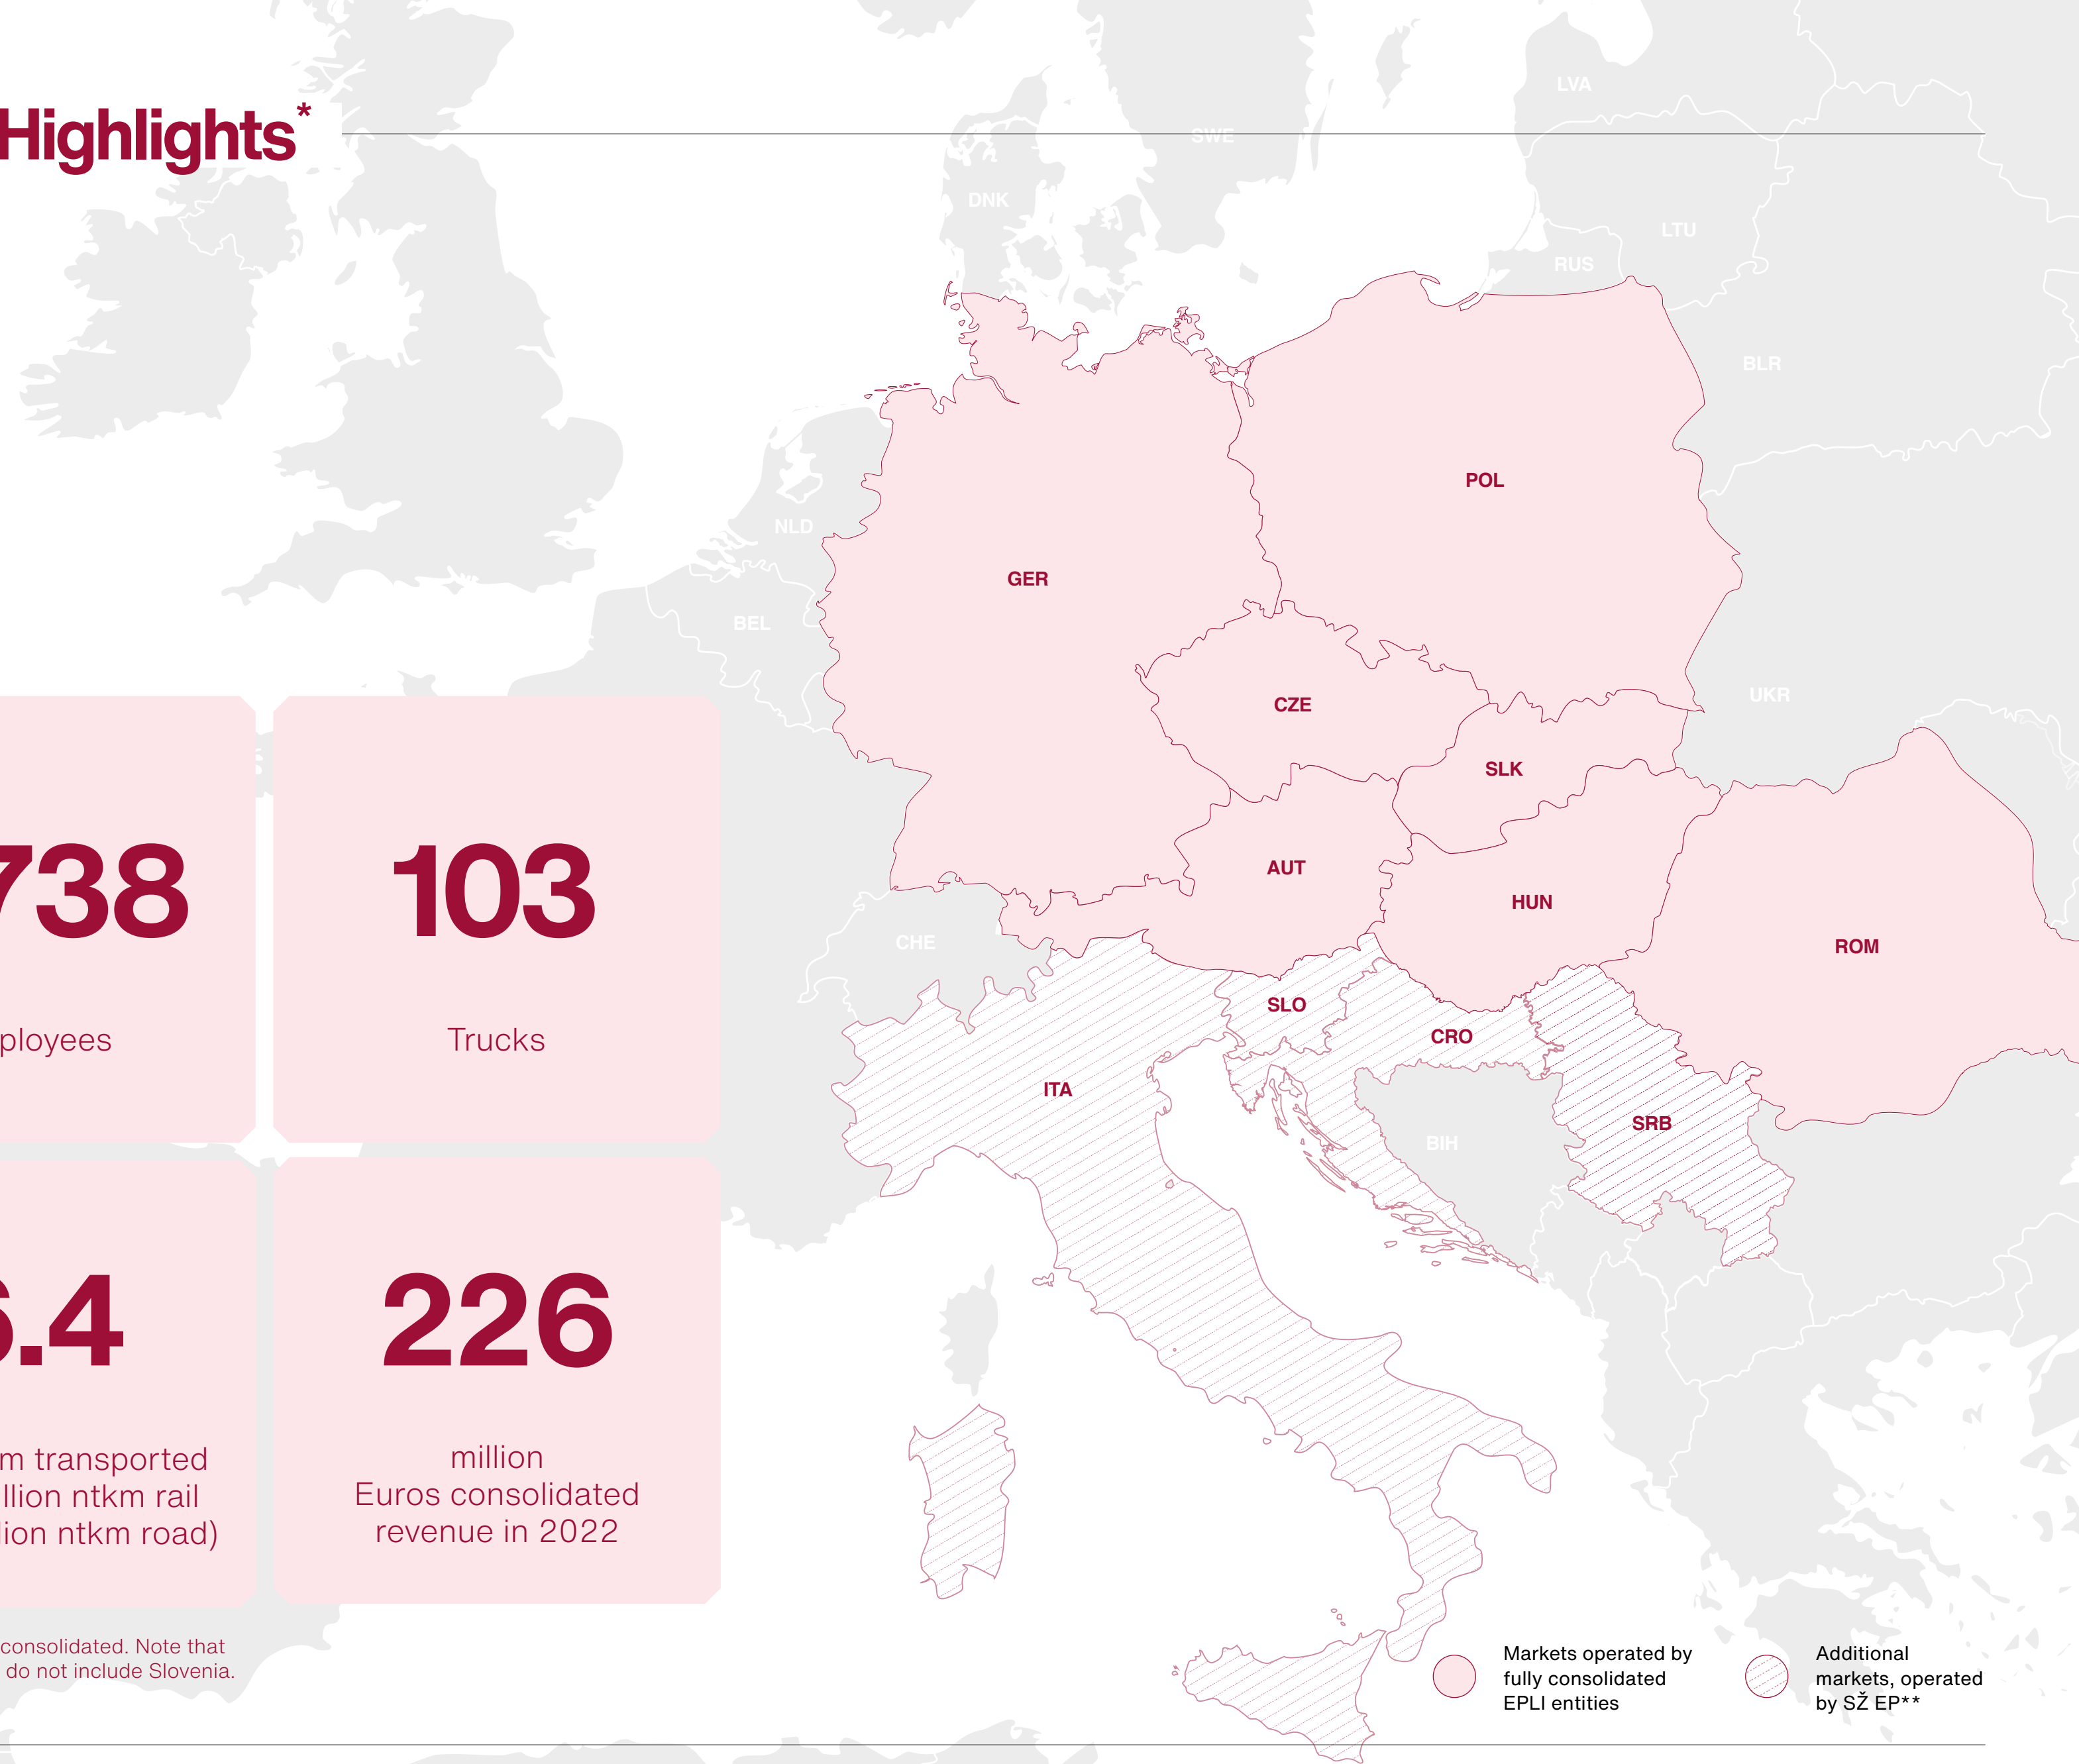 Highlights*
LVA
SWE
DNK
LTU
RUS
BLR
POL
NLD
GER
BEL
UKR
CZE
SLK
AUT
HUN
CHE
ROM
SLO
CRO
ITA
SRB
BIH
738
ployees
103
Trucks
.4
m transported
llion ntkm rail
lion ntkm road)
226
million
Euros consolidated
revenue in 2022
consolidated. Note that
do not include Slovenia.
Markets operated by
fully consolidated
EPLI entities
Additional
markets, operated
by SŽ EP**